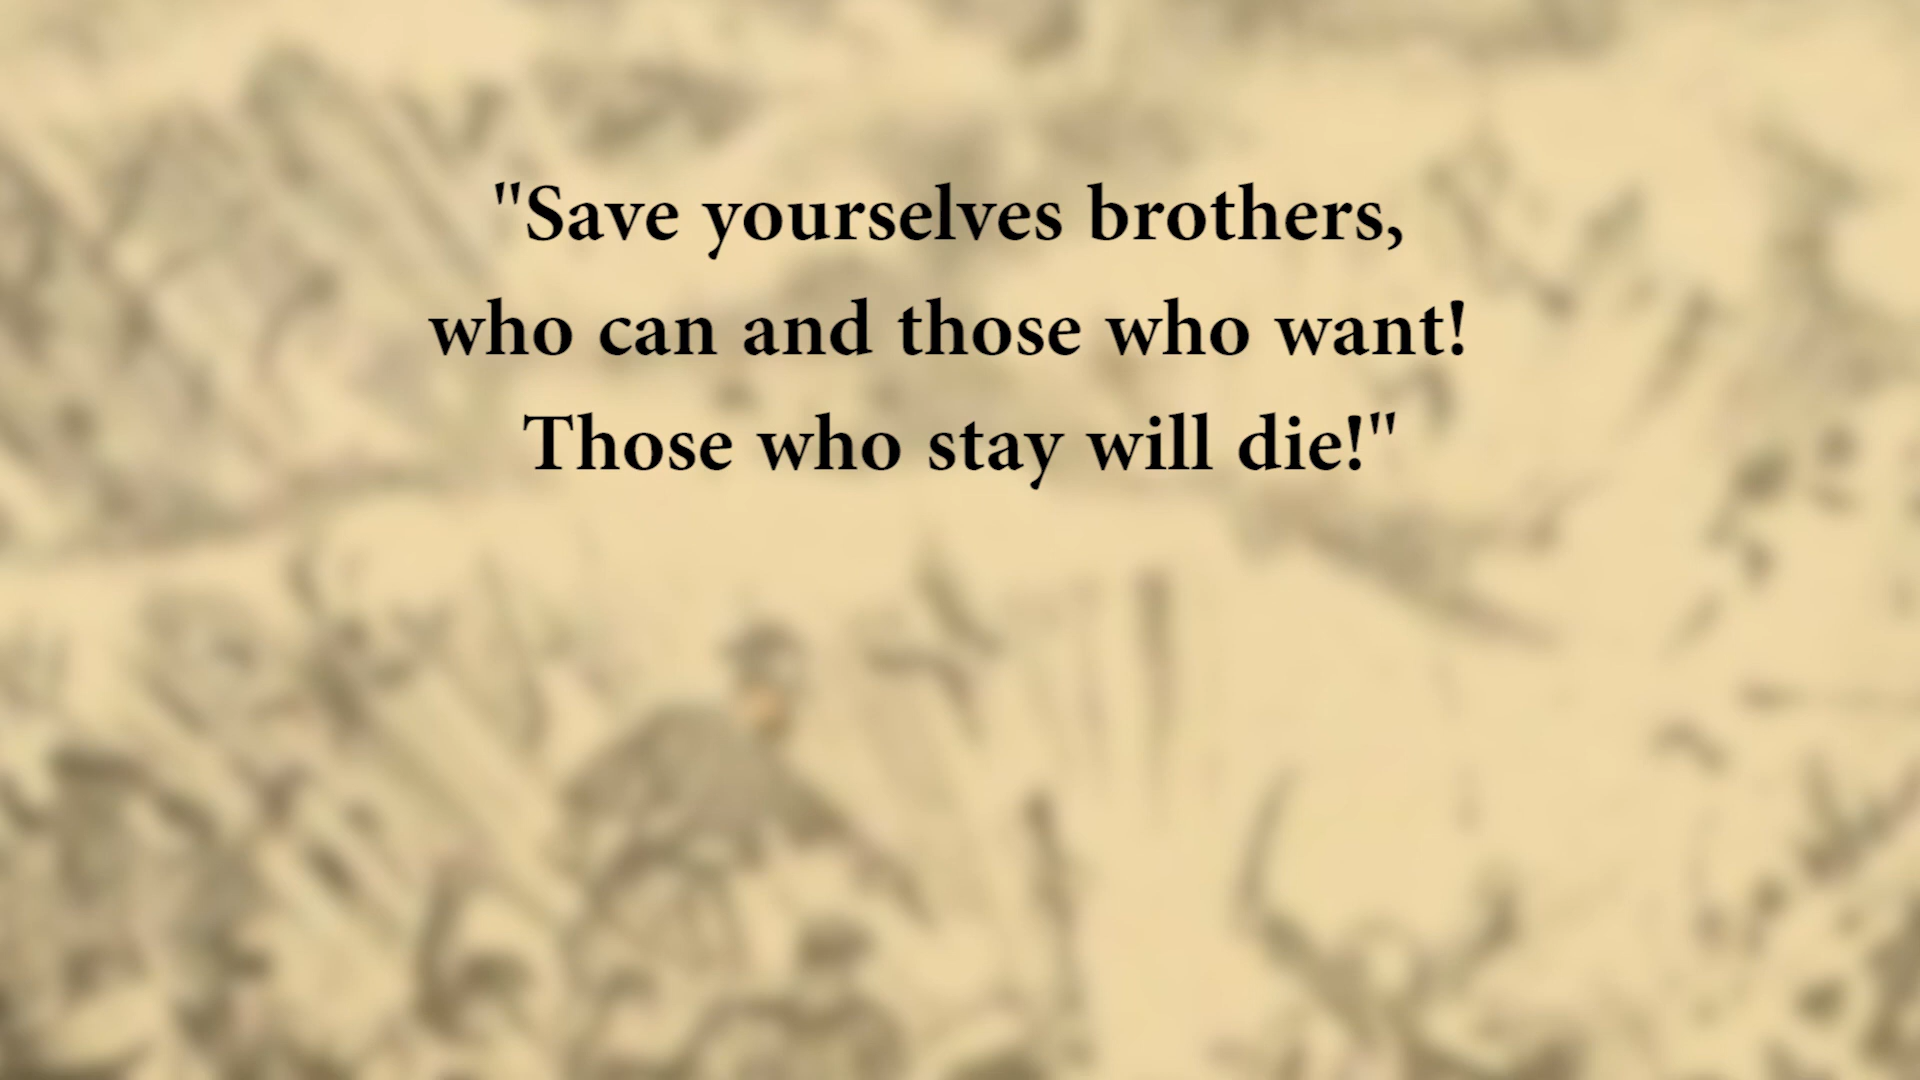 "Save yourselves brothers,
who can and those who want!
Those who stay will die!"